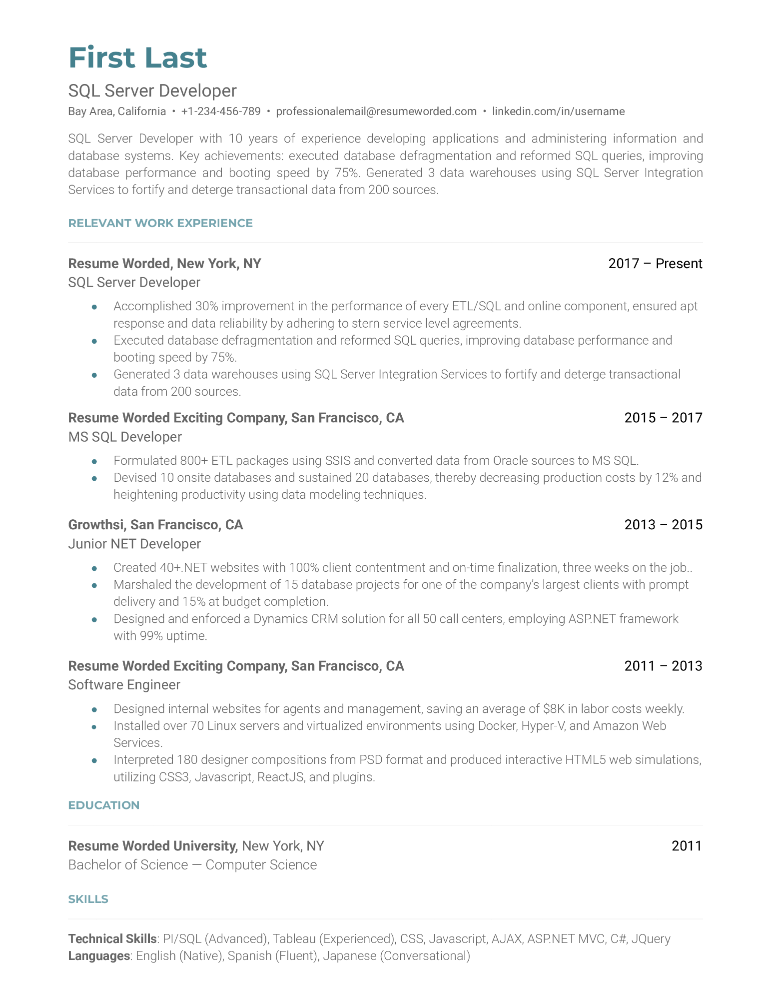 First Last
SQL Server Developer
Bay Area, California • +1-234-456-789 • professionalemail@resumeworded.com • linkedin.com/in/username
SQL Server Developer with 10 years of experience developing applications and administering information and
database systems. Key achievements: executed database defragmentation and reformed SQL queries, improving
database performance and booting speed by 75%. Generated 3 data warehouses using SQL Server Integration
Services to fortify and deterge transactional data from 200 sources.
RELEVANT WORK EXPERIENCE
Resume Worded, New York, NY 2017 – Present
SQL Server Developer
● Accomplished 30% improvement in the performance of every ETL/SQL and online component, ensured apt
response and data reliability by adhering to stern service level agreements.
● Executed database defragmentation and reformed SQL queries, improving database performance and
booting speed by 75%.
● Generated 3 data warehouses using SQL Server Integration Services to fortify and deterge transactional
data from 200 sources.
Resume Worded Exciting Company, San Francisco, CA 2015 – 2017
MS SQL Developer
● Formulated 800+ ETL packages using SSIS and converted data from Oracle sources to MS SQL.
● Devised 10 onsite databases and sustained 20 databases, thereby decreasing production costs by 12% and
heightening productivity using data modeling techniques.
Growthsi, San Francisco, CA 2013 – 2015
Junior NET Developer
● Created 40+.NET websites with 100% client contentment and on-time finalization, three weeks on the job..
● Marshaled the development of 15 database projects for one of the company’s largest clients with prompt
delivery and 15% at budget completion.
● Designed and enforced a Dynamics CRM solution for all 50 call centers, employing ASP.NET framework
with 99% uptime.
Resume Worded Exciting Company, San Francisco, CA 2011 – 2013
Software Engineer
● Designed internal websites for agents and management, saving an average of $8K in labor costs weekly.
● Installed over 70 Linux servers and virtualized environments using Docker, Hyper-V, and Amazon Web
Services.
● Interpreted 180 designer compositions from PSD format and produced interactive HTML5 web simulations,
utilizing CSS3, Javascript, ReactJS, and plugins.
EDUCATION
Resume Worded University, New York, NY 2011
Bachelor of Science — Computer Science
SKILLS
Technical Skills: PI/SQL (Advanced), Tableau (Experienced), CSS, Javascript, AJAX, ASP.NET MVC, C#, JQuery
Languages: English (Native), Spanish (Fluent), Japanese (Conversational)